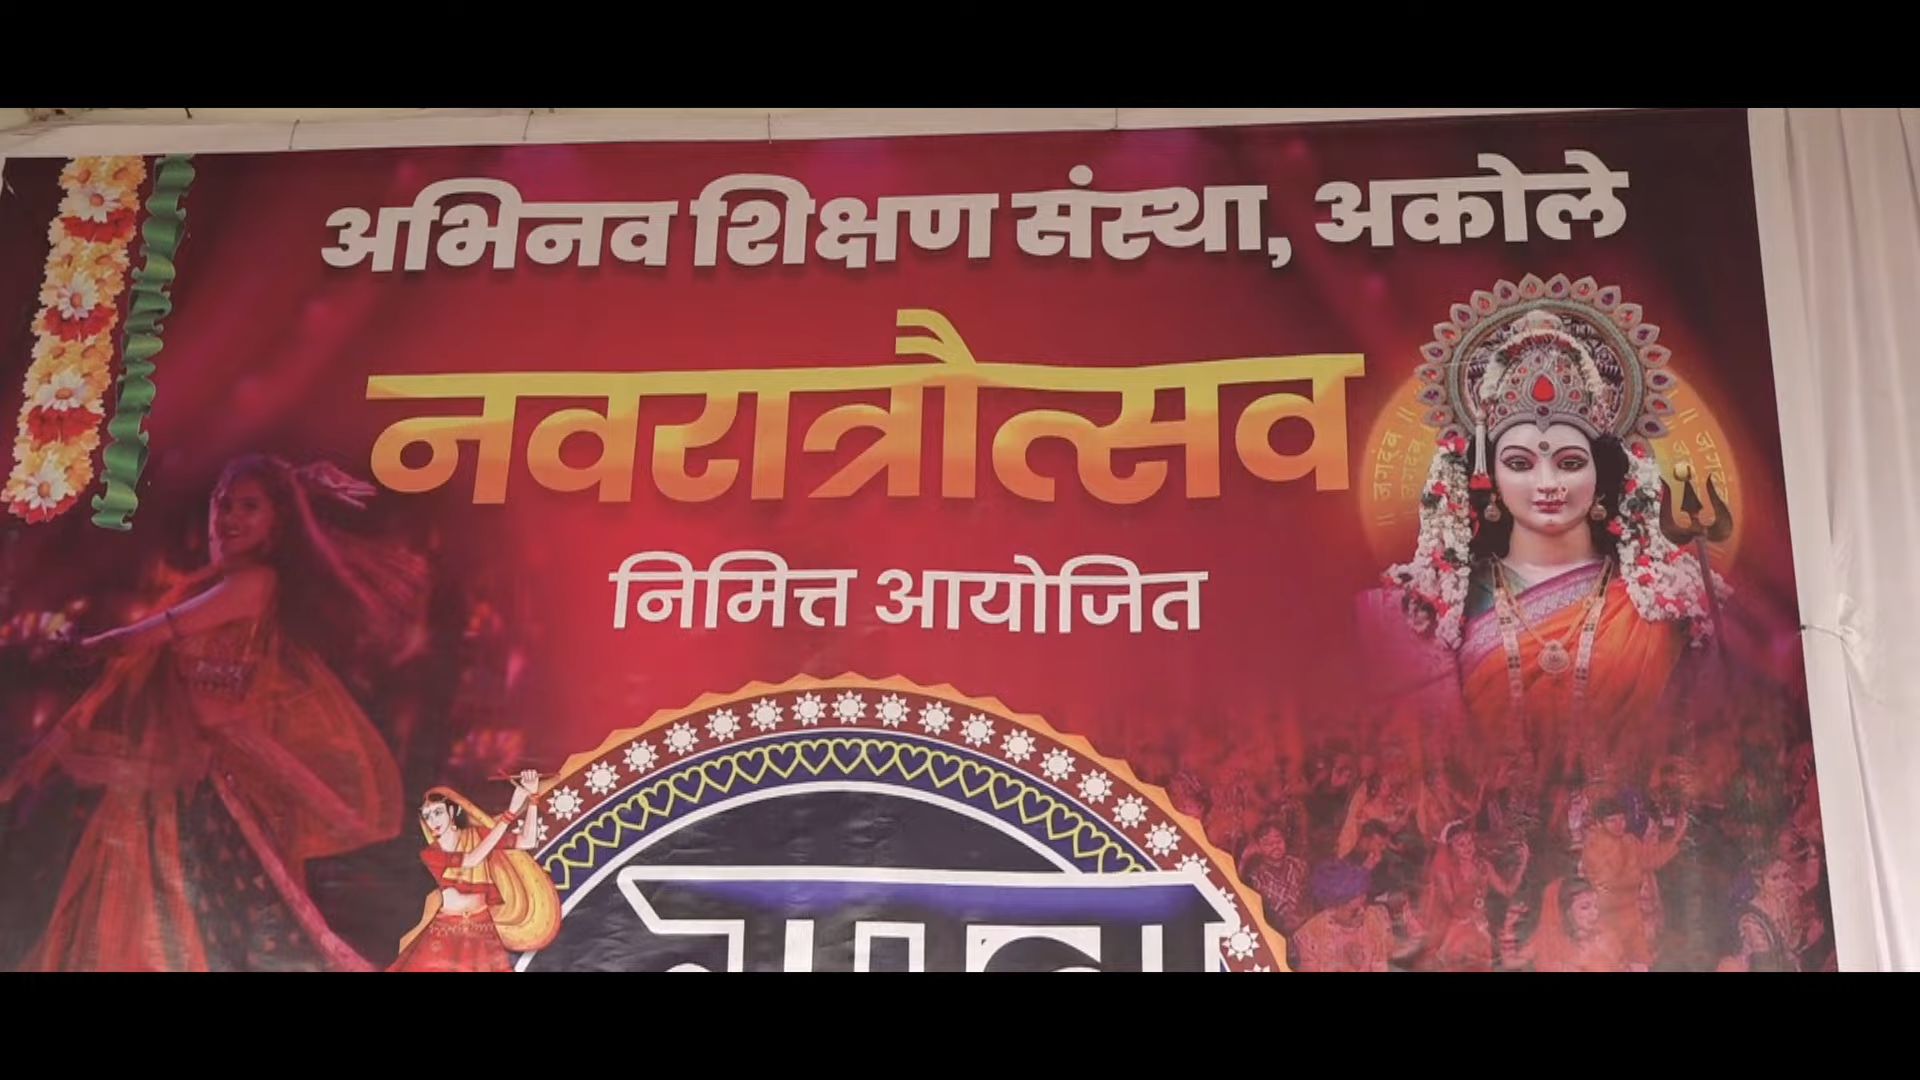 अभिनव शिक्षण संस्था, अकोले
नवरात्रौत्सव
निमित्त आयोजित